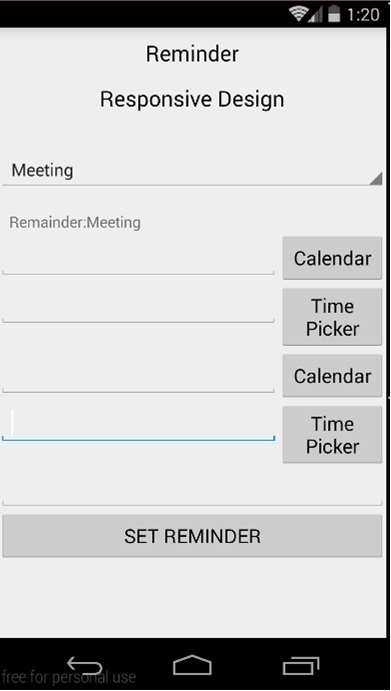 1:20
Reminder
Responsive Design
Meeting
Remainder:Meeting
Calendar
Time
Picker
Calendar
Time
Picker
SET REMINDER
free for personal use